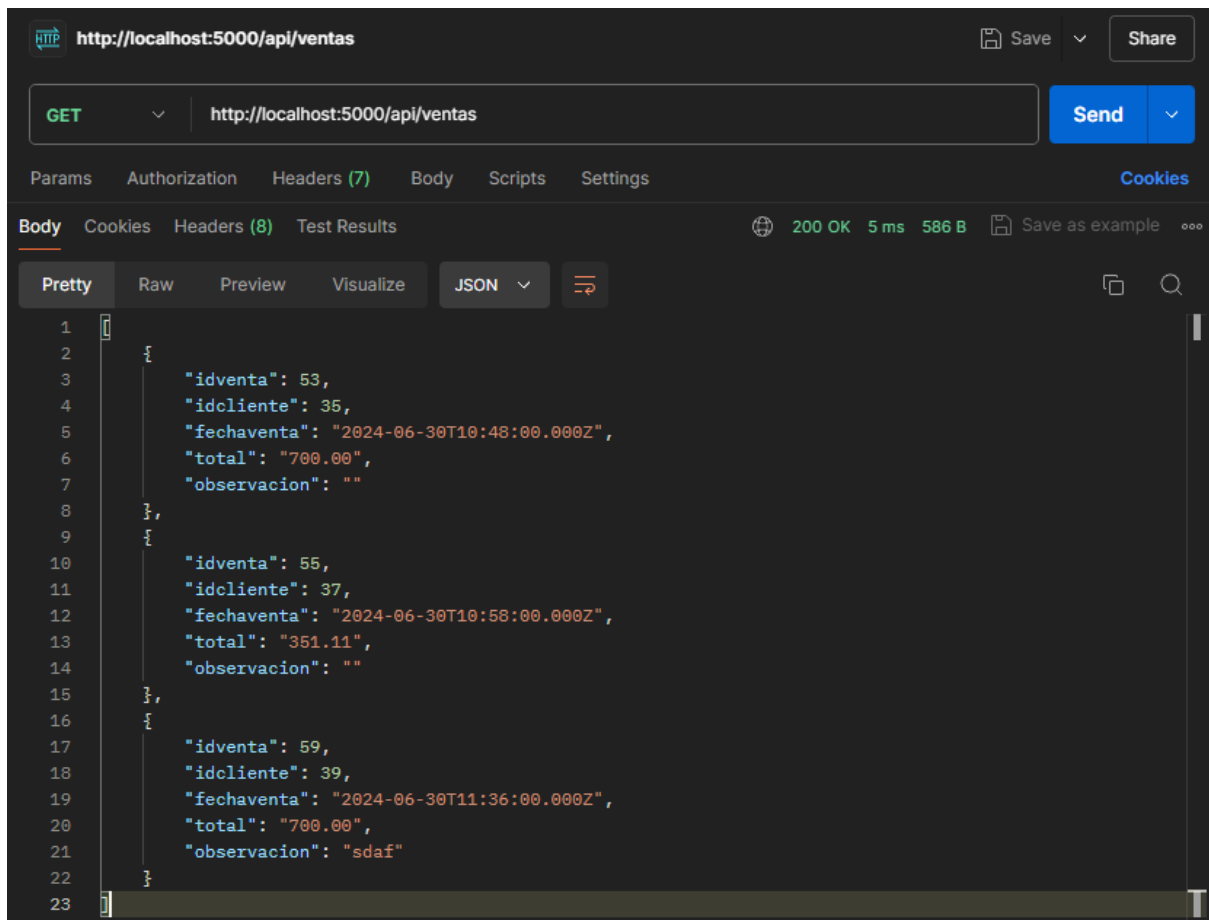 HTTP http://localhost:5000/api/ventas Save Share
GET http://localhost:5000/api/ventas Send
Params Authorization Headers (7) Body Scripts Settings Cookies
Body Cookies Headers (8) Test Results 200 OK 5 ms 586 B Save as example
Pretty Raw Preview Visualize JSON
1 [
2 {
3 "idventa": 53,
4 "idcliente": 35,
5 "fechaventa": "2024-06-30T10:48:00.000Z",
6 "total": "700.00",
7 "observacion": ""
8 },
9 {
10 "idventa": 55,
11 "idcliente": 37,
12 "fechaventa": "2024-06-30T10:58:00.000Z",
13 "total": "351.11",
14 "observacion": ""
15 },
16 {
17 "idventa": 59,
18 "idcliente": 39,
19 "fechaventa": "2024-06-30T11:36:00.000Z",
20 "total": "700.00",
21 "observacion": "sdaf"
22 }
23 ]